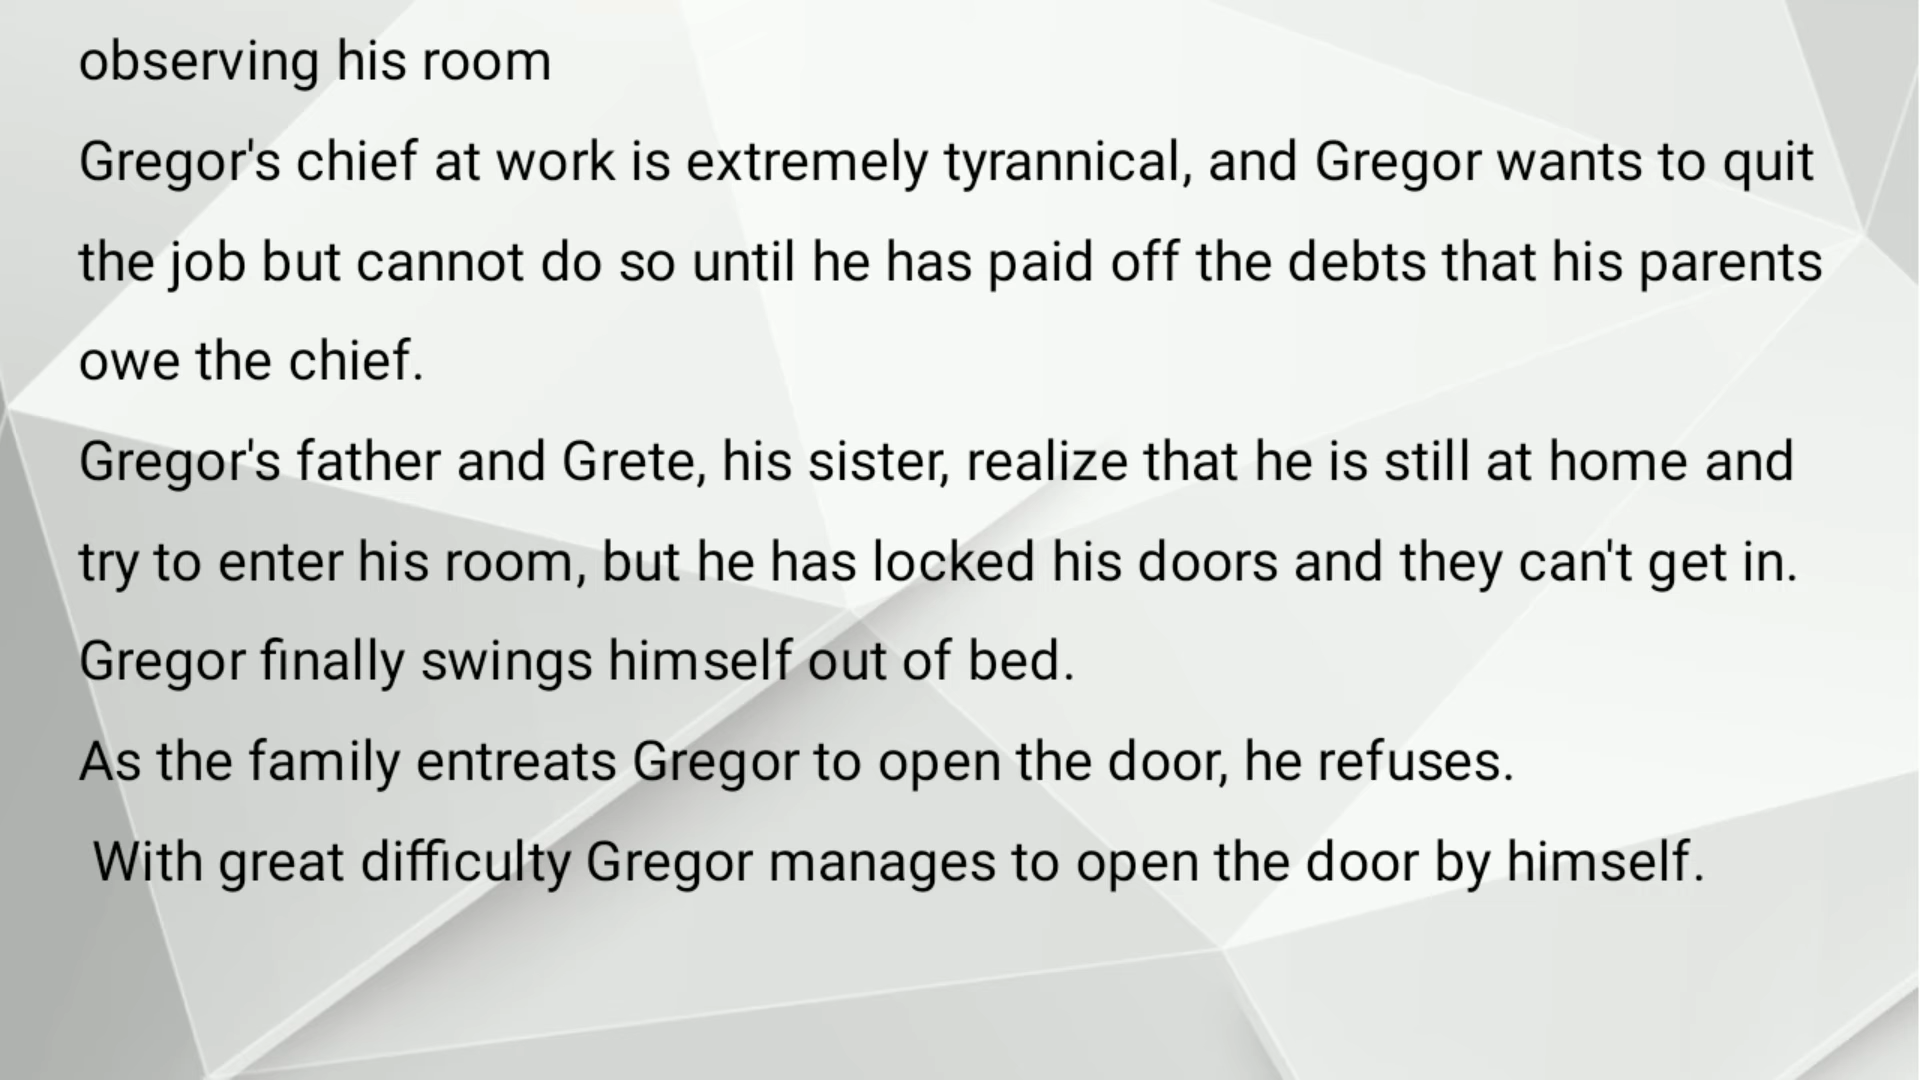 observing his room
Gregor's chief at work is extremely tyrannical, and Gregor wants to quit
the job but cannot do so until he has paid off the debts that his parents
owe the chief.
Gregor's father and Grete, his sister, realize that he is still at home and
try to enter his room, but he has locked his doors and they can't get in.
Gregor finally swings himself out of bed.
As the family entreats Gregor to open the door, he refuses.
With great difficulty Gregor manages to open the door by himself.